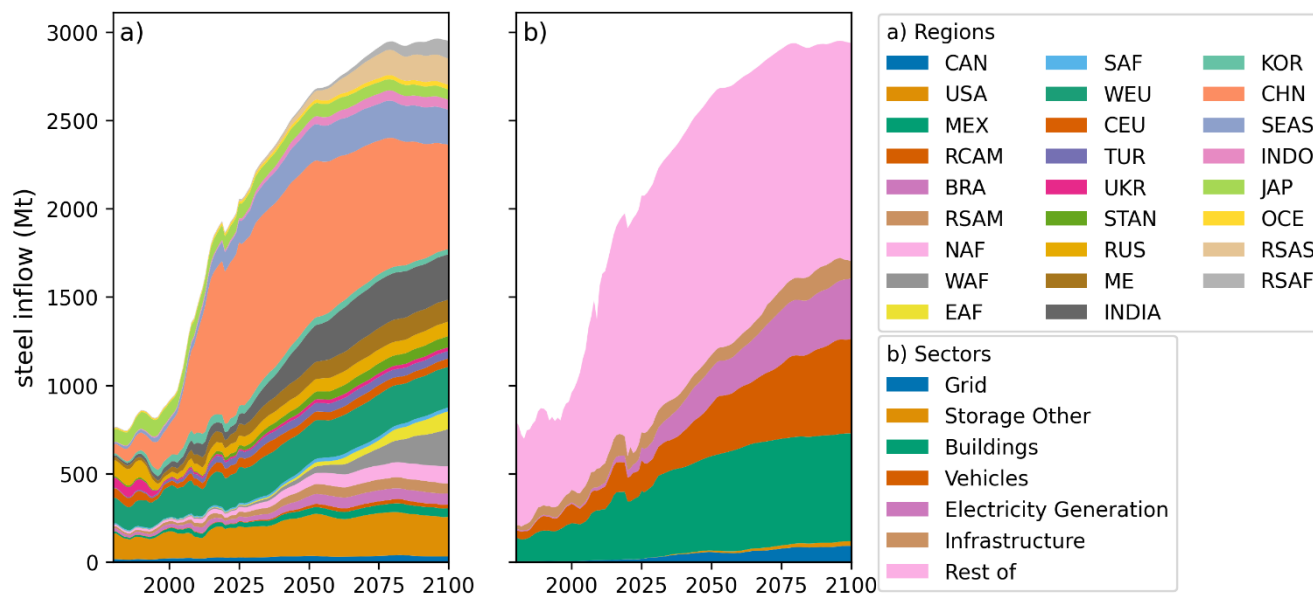 a)
b)
steel inflow (Mt)
3000
2500
2000
1500
1000
500
0
2000 2025 2050 2075 2100
2000 2025 2050 2075 2100
a) Regions
CAN SAF KOR
USA WEU CHN
MEX CEU SEAS
RCAM TUR INDO
BRA UKR JAP
RSAM STAN OCE
NAF RUS RSAS
WAF ME RSAF
EAF INDIA
b) Sectors
Grid
Storage Other
Buildings
Vehicles
Electricity Generation
Infrastructure
Rest of